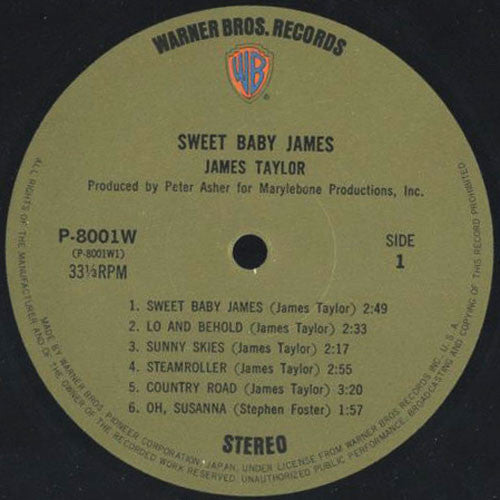 WARNER BROS. RECORDS
WB
®
SWEET BABY JAMES
JAMES TAYLOR
Produced by Peter Asher for Marylebone Productions, Inc.
P-8001W
(P-8001W1)
33⅓RPM
SIDE
1
1. SWEET BABY JAMES (James Taylor) 2:49
2. LO AND BEHOLD (James Taylor) 2:33
3. SUNNY SKIES (James Taylor) 2:17
4. STEAMROLLER (James Taylor) 2:55
5. COUNTRY ROAD (James Taylor) 3:20
6. OH, SUSANNA (Stephen Foster) 1:57
STEREO
MADE BY WARNER BROS. PIONEER CORPORATION, JAPAN, UNDER LICENSE FROM WARNER BROS. RECORDS INC. U.S.A.
ALL RIGHTS OF THE MANUFACTURER AND OF THE OWNER OF THE RECORDED WORK RESERVED. UNAUTHORIZED PUBLIC PERFORMANCE, BROADCASTING AND COPYING OF THIS RECORD PROHIBITED.